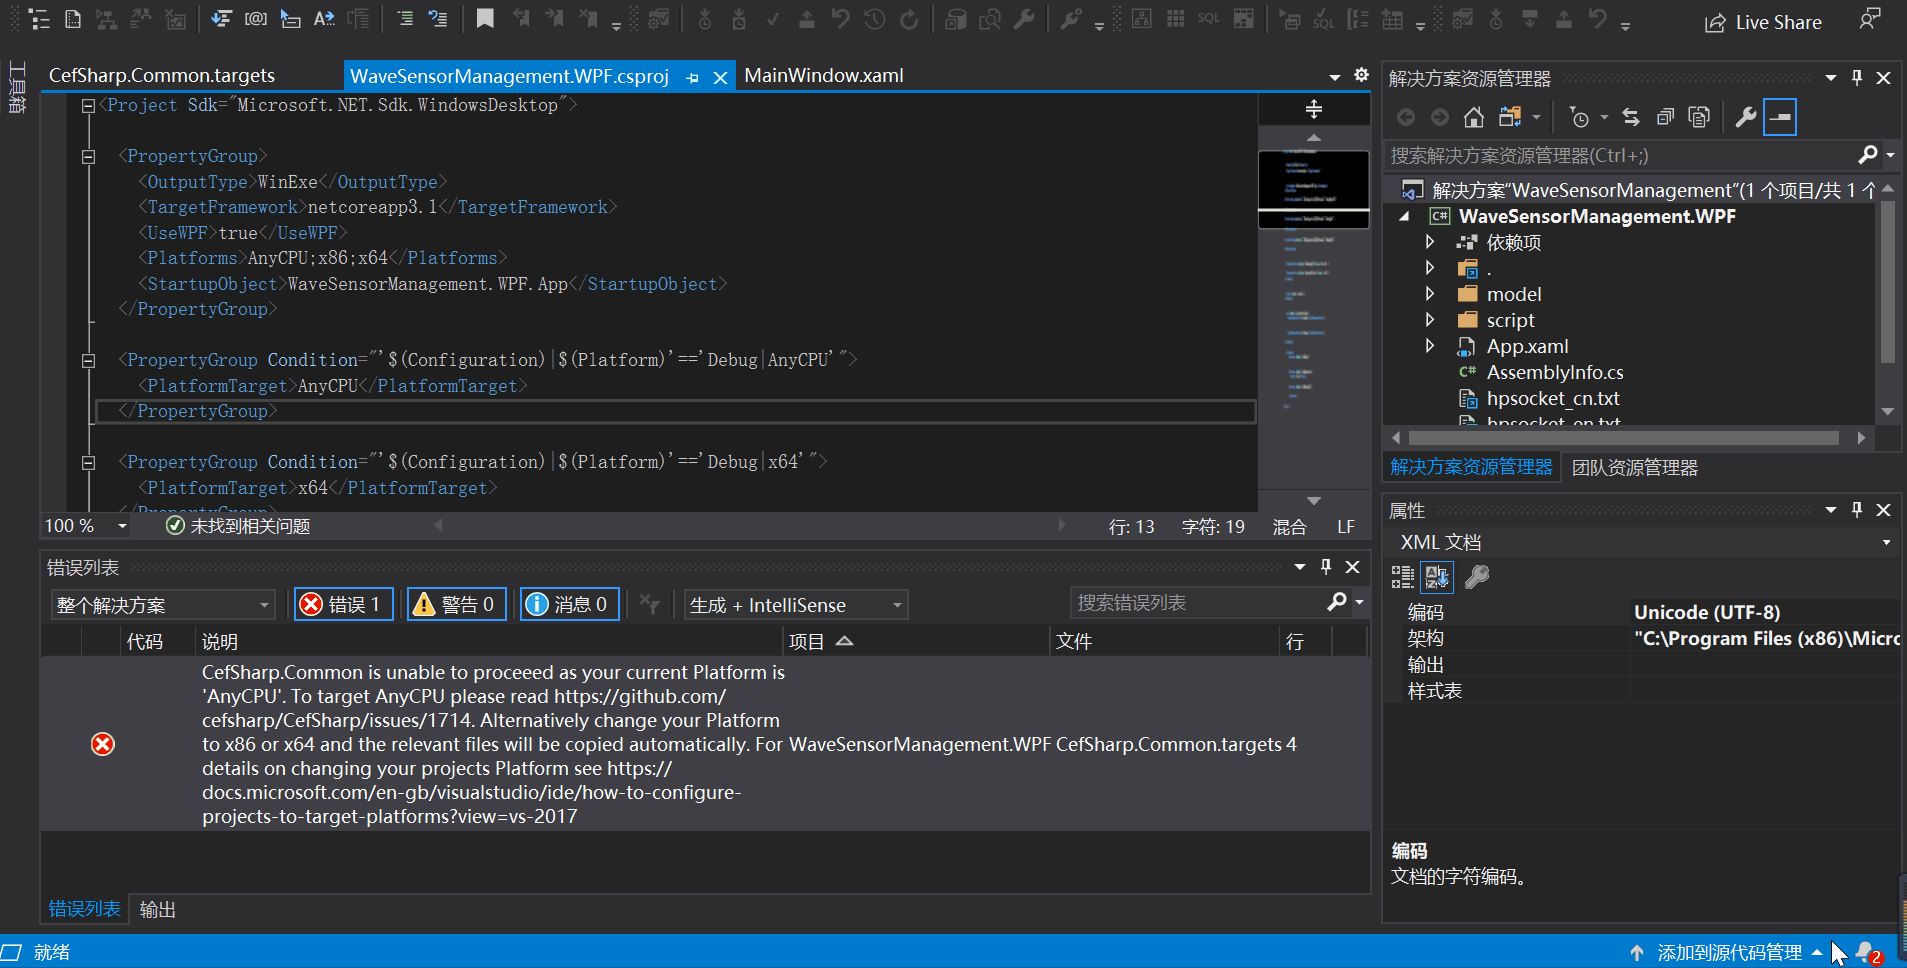 SQL
SQL
Live Share
工具箱
CefSharp.Common.targets
WaveSensorManagement.WPF.csproj
MainWindow.xaml
<Project Sdk="Microsoft.NET.Sdk.WindowsDesktop">
<PropertyGroup>
<OutputType>WinExe</OutputType>
<TargetFramework>netcoreapp3.1</TargetFramework>
<UseWPF>true</UseWPF>
<Platforms>AnyCPU;x86;x64</Platforms>
<StartupObject>WaveSensorManagement.WPF.App</StartupObject>
</PropertyGroup>
<PropertyGroup Condition="'$(Configuration)|$(Platform)'=='Debug|AnyCPU'">
<PlatformTarget>AnyCPU</PlatformTarget>
</PropertyGroup>
<PropertyGroup Condition="'$(Configuration)|$(Platform)'=='Debug|x64'">
<PlatformTarget>x64</PlatformTarget>
</PropertyGroup>
100 %
未找到相关问题
行: 13
字符: 19
混合
LF
错误列表
整个解决方案
错误 1
警告 0
消息 0
生成 + IntelliSense
搜索错误列表
代码
说明
项目
文件
行
CefSharp.Common is unable to proceeed as your current Platform is
'AnyCPU'. To target AnyCPU please read https://github.com/
cefsharp/CefSharp/issues/1714. Alternatively change your Platform
to x86 or x64 and the relevant files will be copied automatically. For
details on changing your projects Platform see https://
docs.microsoft.com/en-gb/visualstudio/ide/how-to-configure-
projects-to-target-platforms?view=vs-2017
WaveSensorManagement.WPF
CefSharp.Common.targets
4
错误列表
输出
解决方案资源管理器
搜索解决方案资源管理器(Ctrl+;)
解决方案"WaveSensorManagement"(1 个项目/共 1 个
C# WaveSensorManagement.WPF
依赖项
.
model
script
App.xaml
C# AssemblyInfo.cs
hpsocket_cn.txt
hpsocket_en.txt
解决方案资源管理器
团队资源管理器
属性
XML 文档
编码
Unicode (UTF-8)
架构
"C:\Program Files (x86)\Micro
输出
样式表
编码
文档的字符编码。
就绪
添加到源代码管理
2